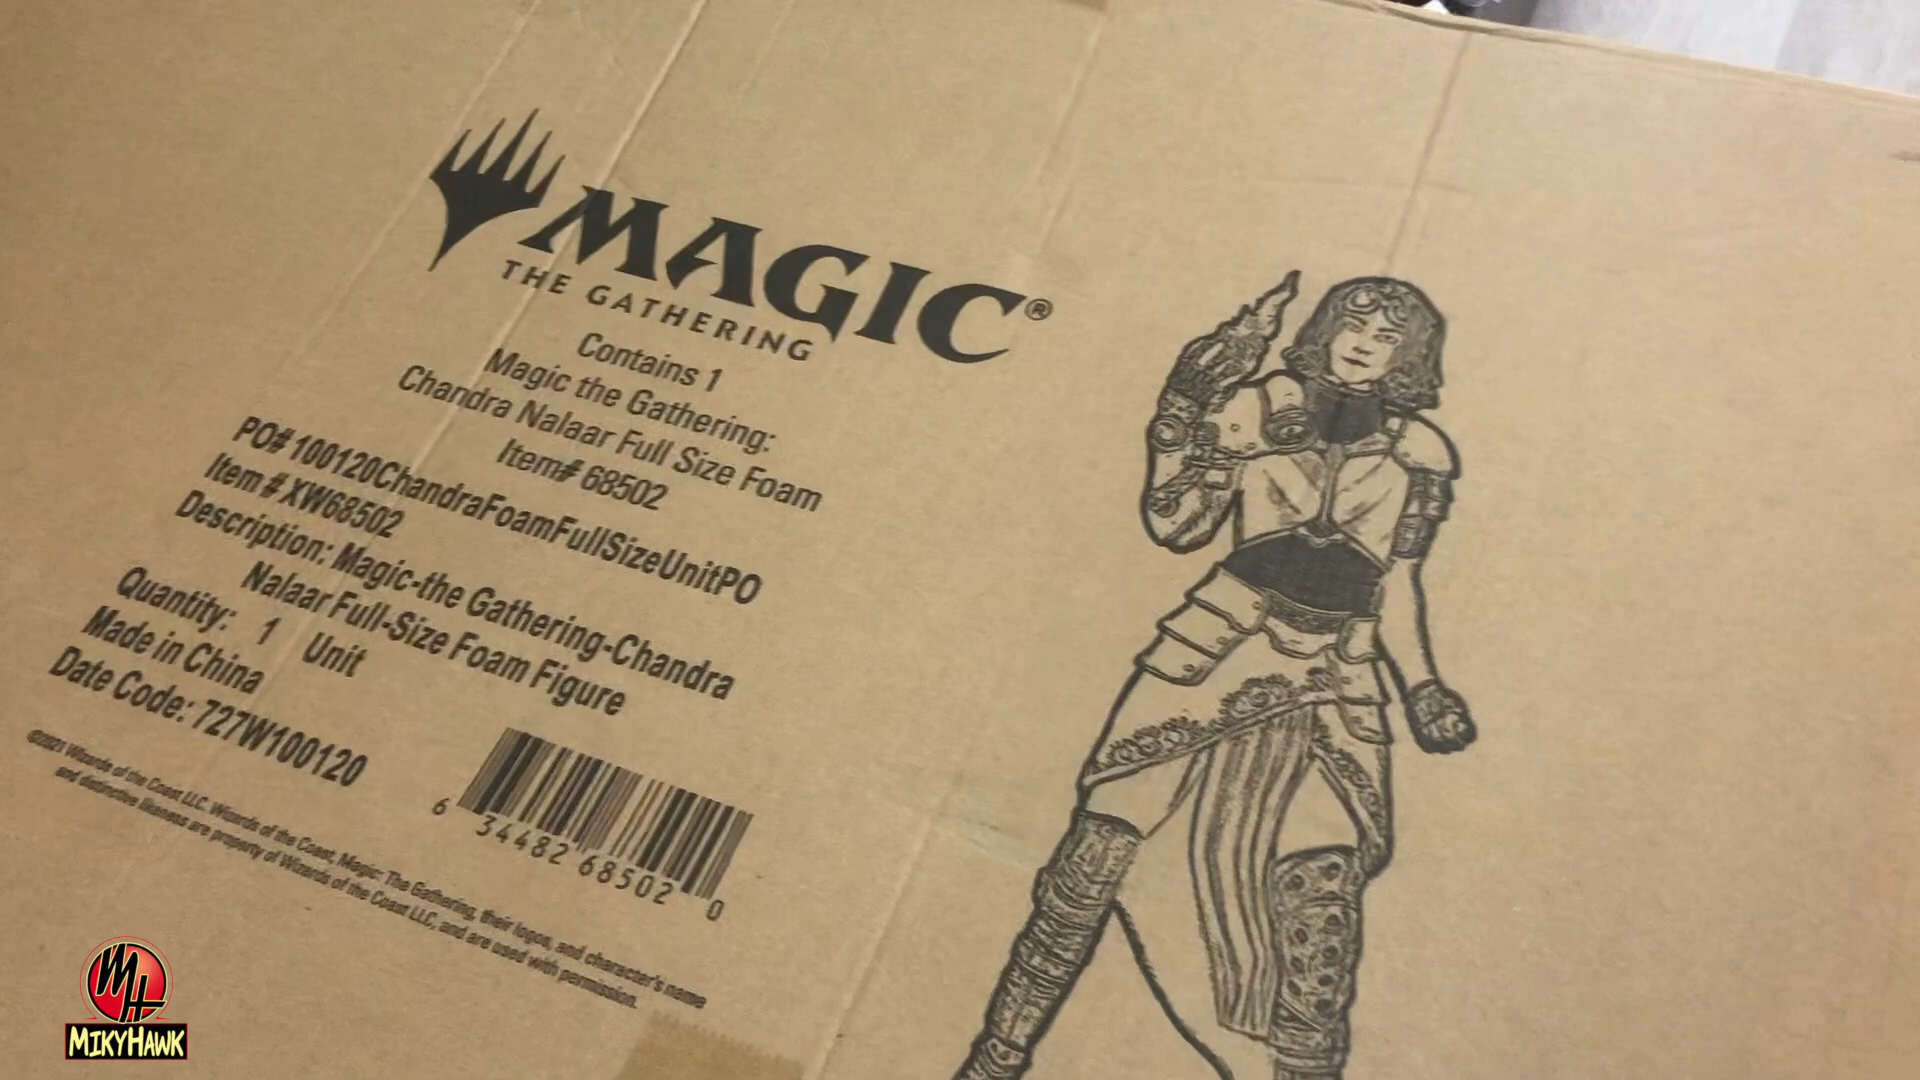 MAGIC®
THE GATHERING
Contains 1
Magic the Gathering:
Chandra Nalaar Full Size Foam
Item# 68502
PO# 100120ChandraFoamFullSizeUnitPO
Item # XW68502
Description: Magic-the Gathering-Chandra
Nalaar Full-Size Foam Figure
Quantity: 1 Unit
Made in China
Date Code: 727W100120
6 34482 68502 0
©2021 Wizards of the Coast LLC. Wizards of the Coast, Magic: The Gathering, their logos, and character's name
and distinctive likeness are property of Wizards of the Coast LLC, and are used with permission.
MH
MIKYHAWK